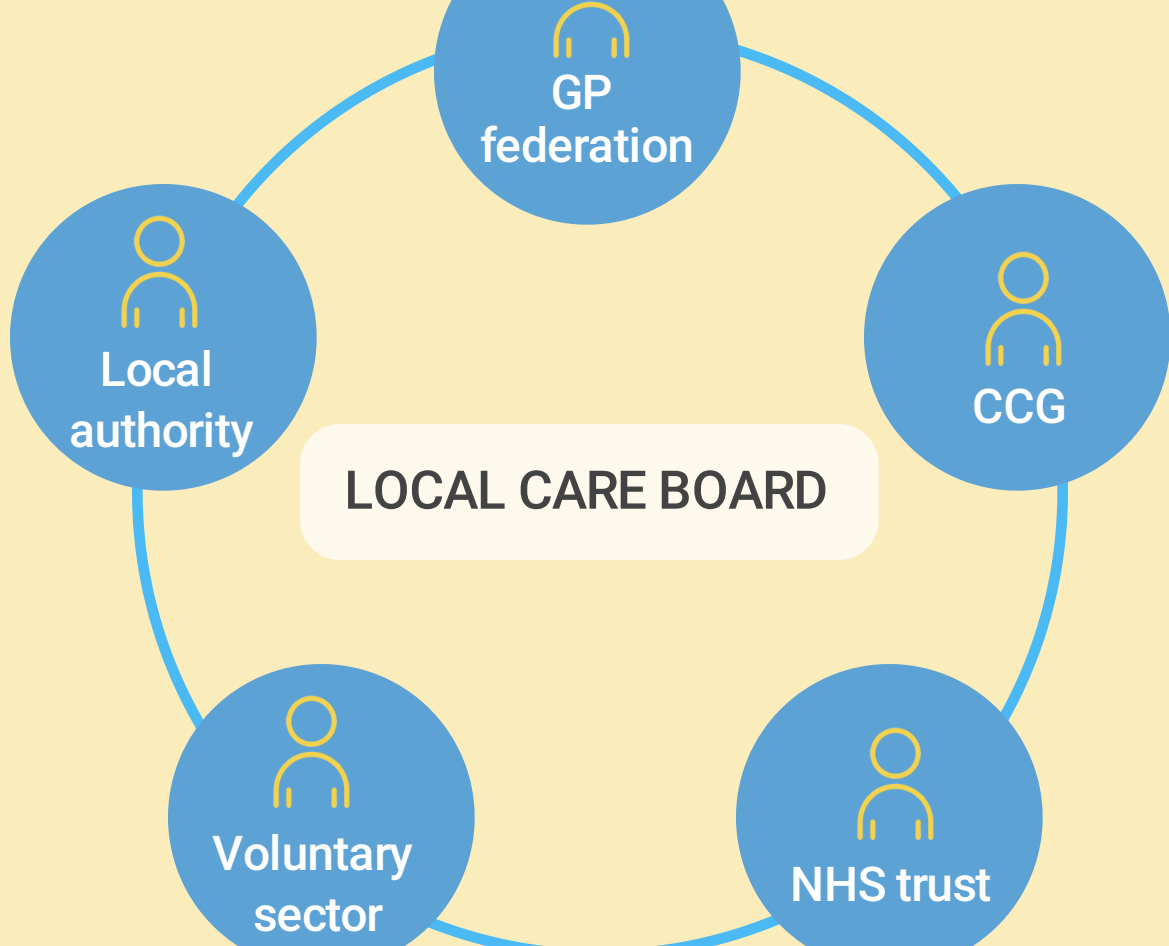 GP
federation
Local
authority
CCG
LOCAL CARE BOARD
Voluntary
sector
NHS trust